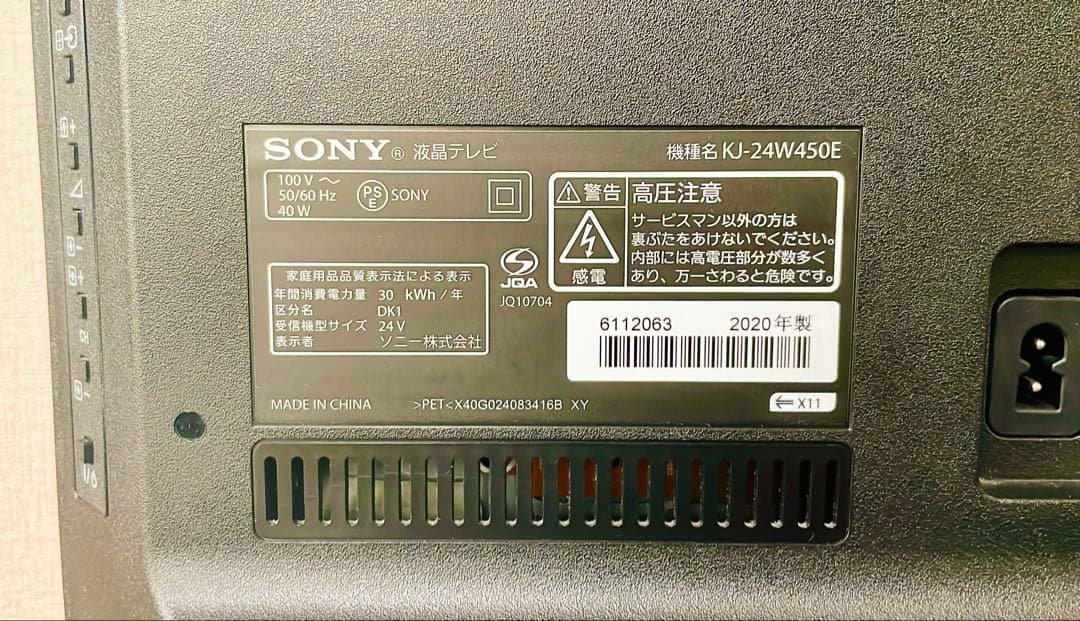 SONY® 液晶テレビ
機種名 KJ-24W450E
100 V ～
50/60 Hz
40 W
PS
E
SONY
警告
高圧注意
サービスマン以外の方は
裏ぶたをあけないでください。
内部には高電圧部分が数多く
あり、万一さわると危険です。
感電
JQA
JQ10704
家庭用品品質表示法による表示
年間消費電力量 30 kWh / 年
区分名 DK1
受信機型サイズ 24 V
表示者 ソニー株式会社
6112063 2020年製
MADE IN CHINA >PET< X40G024083416B XY
X11
CH